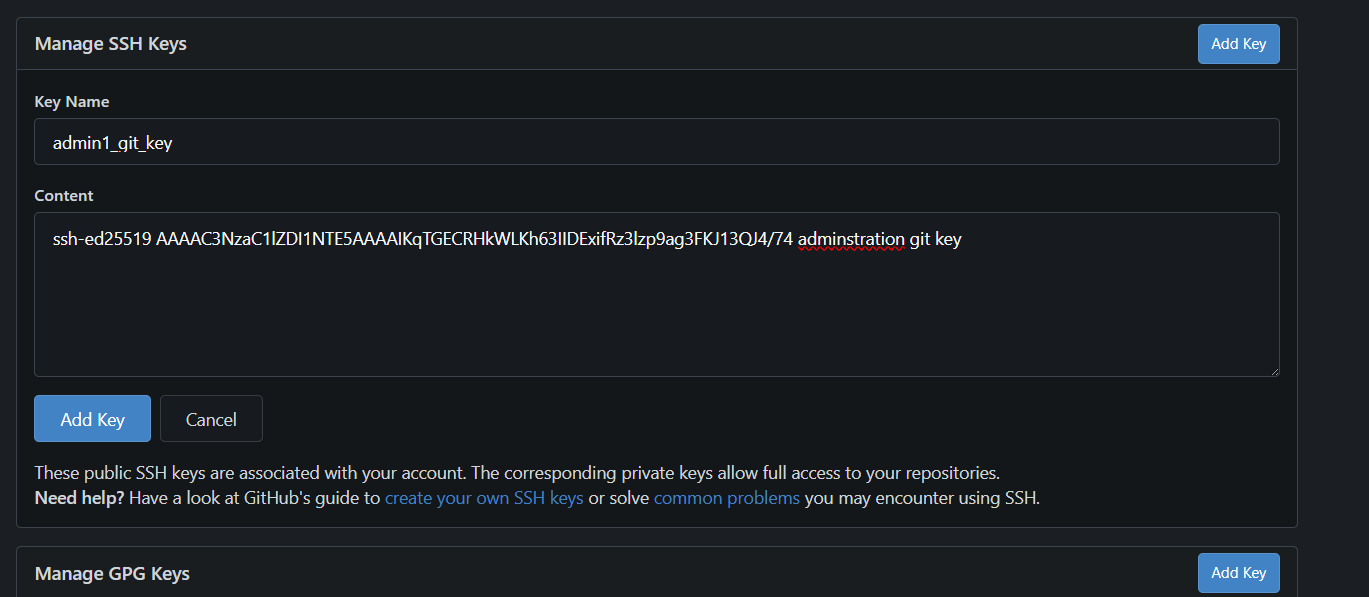 Manage SSH Keys
Add Key
Key Name
admin1_git_key
Content
ssh-ed25519 AAAAC3NzaC1lZDI1NTE5AAAAIKqTGECRHkWLKh63IIDExifRz3lzp9ag3FKJ13QJ4/74 adminstration git key
Add Key
Cancel
These public SSH keys are associated with your account. The corresponding private keys allow full access to your repositories.
Need help? Have a look at GitHub's guide to create your own SSH keys or solve common problems you may encounter using SSH.
Manage GPG Keys
Add Key